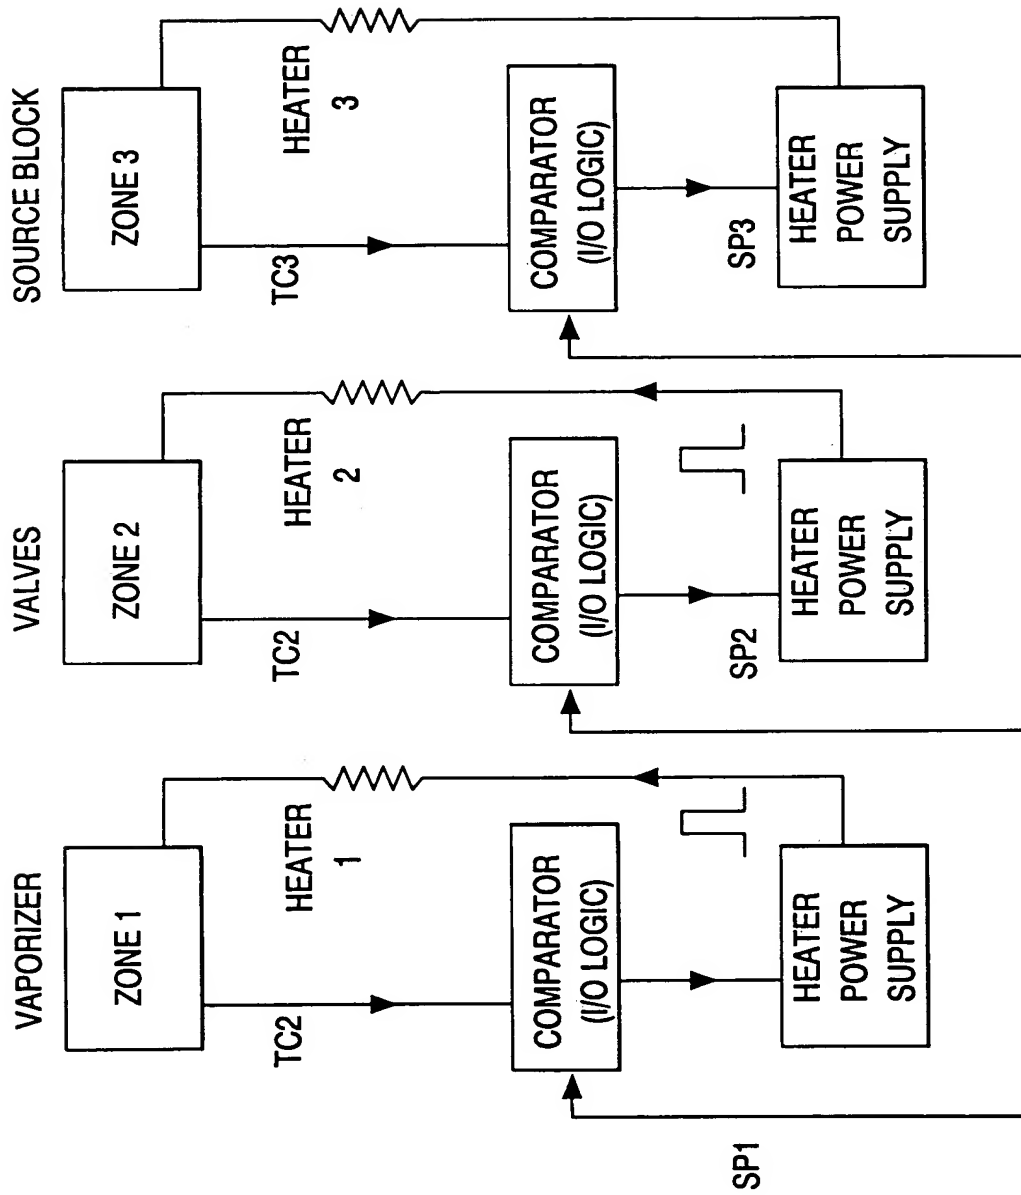 VAPORIZER
ZONE 1
TC2
HEATER
1
COMPARATOR
(I/O LOGIC)
SP1
HEATER
POWER
SUPPLY
VALVES
ZONE 2
TC2
HEATER
2
COMPARATOR
(I/O LOGIC)
SP2
HEATER
POWER
SUPPLY
SOURCE BLOCK
ZONE 3
TC3
HEATER
3
COMPARATOR
(I/O LOGIC)
SP3
HEATER
POWER
SUPPLY